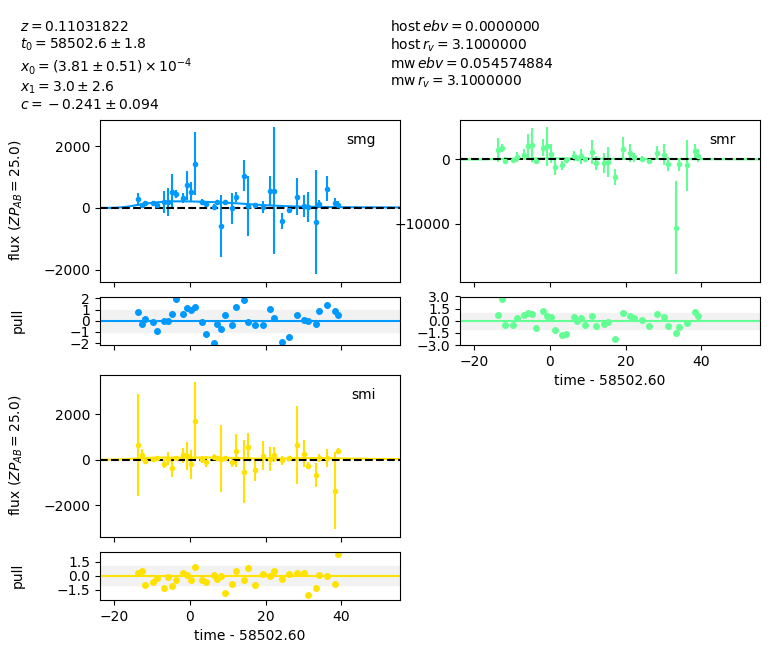 z = 0.11031822
t₀ = 58502.6 ± 1.8
x₀ = (3.81 ± 0.51) × 10⁻⁴
x₁ = 3.0 ± 2.6
c = −0.241 ± 0.094
host ebv = 0.0000000
host r_v = 3.1000000
mw ebv = 0.054574884
mw r_v = 3.1000000
flux (ZP_AB = 25.0)
smg
2000
0
−2000
pull
2
1
0
−1
−2
smr
0
−10000
3.0
1.5
0.0
−1.5
−3.0
−20 0 20 40
time - 58502.60
flux (ZP_AB = 25.0)
smi
2000
0
−2000
pull
1.5
0.0
−1.5
−20 0 20 40
time - 58502.60